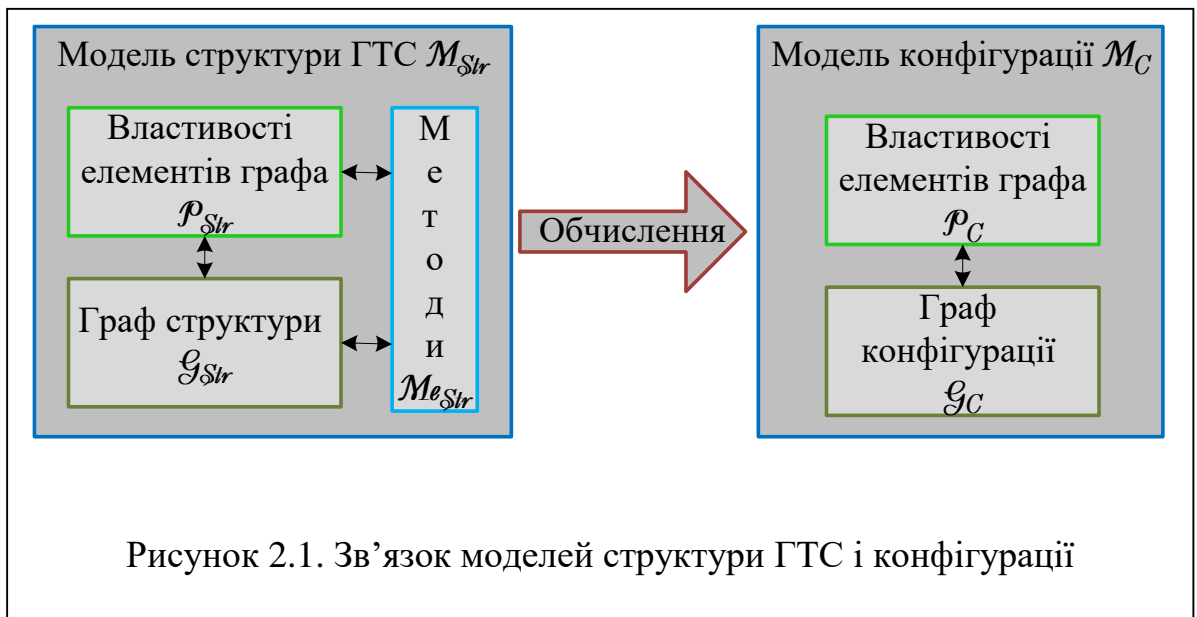 Модель структури ГТС 𝓜𝓢𝓽𝓻
Властивості
елементів графа
𝓟𝓢𝓽𝓻
Граф структури
𝓖𝓢𝓽𝓻
М
е
т
о
д
и
𝓜𝓮𝓢𝓽𝓻
Обчислення
Модель конфігурації 𝓜C
Властивості
елементів графа
𝓟C
Граф
конфігурації
𝓖C
Рисунок 2.1. Зв’язок моделей структури ГТС і конфігурації